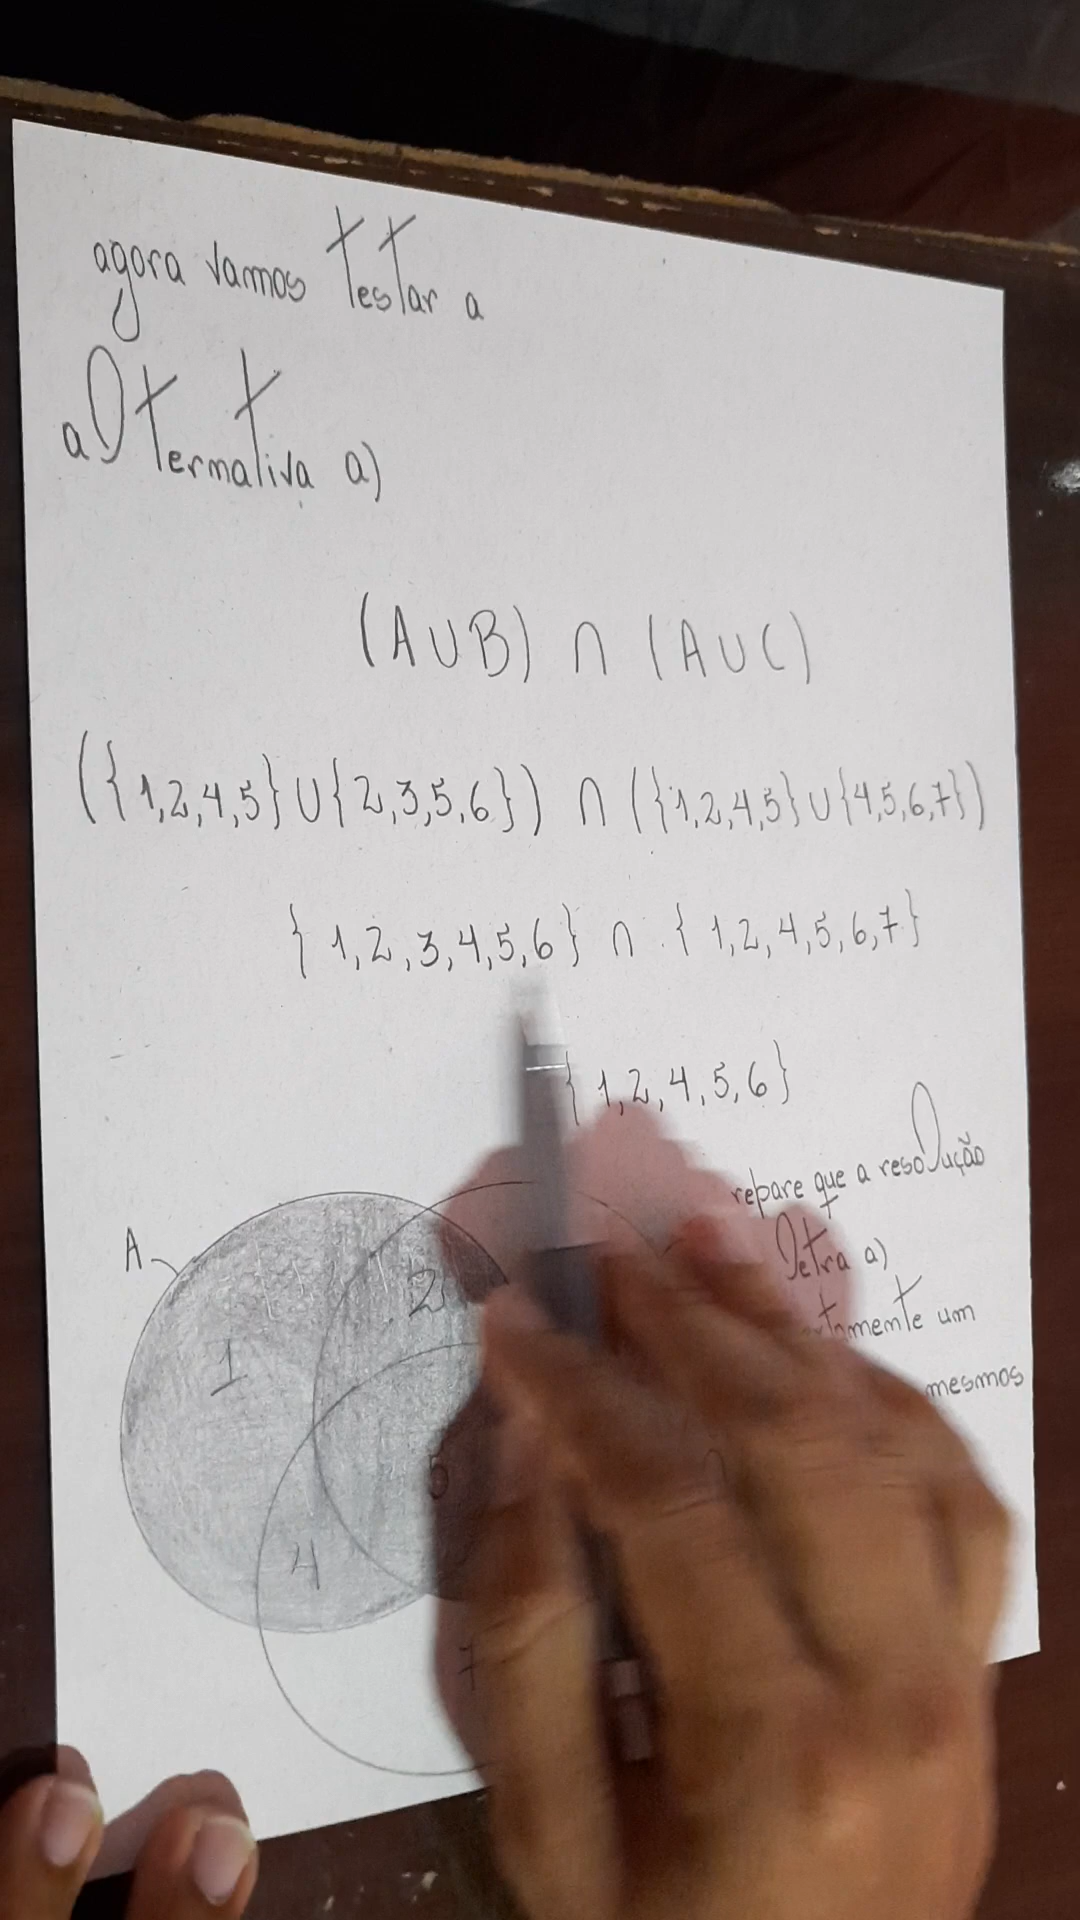 agora vamos testar a
alternativa a)
(A∪B) ∩ (A∪C)
({1,2,4,5}∪{2,3,5,6}) ∩ ({1,2,4,5}∪{4,5,6,7})
{1,2,3,4,5,6} ∩ {1,2,4,5,6,7}
{1,2,4,5,6}
repare que a resolução
letra a)
um
mesmos
A
2
1
5
4
7